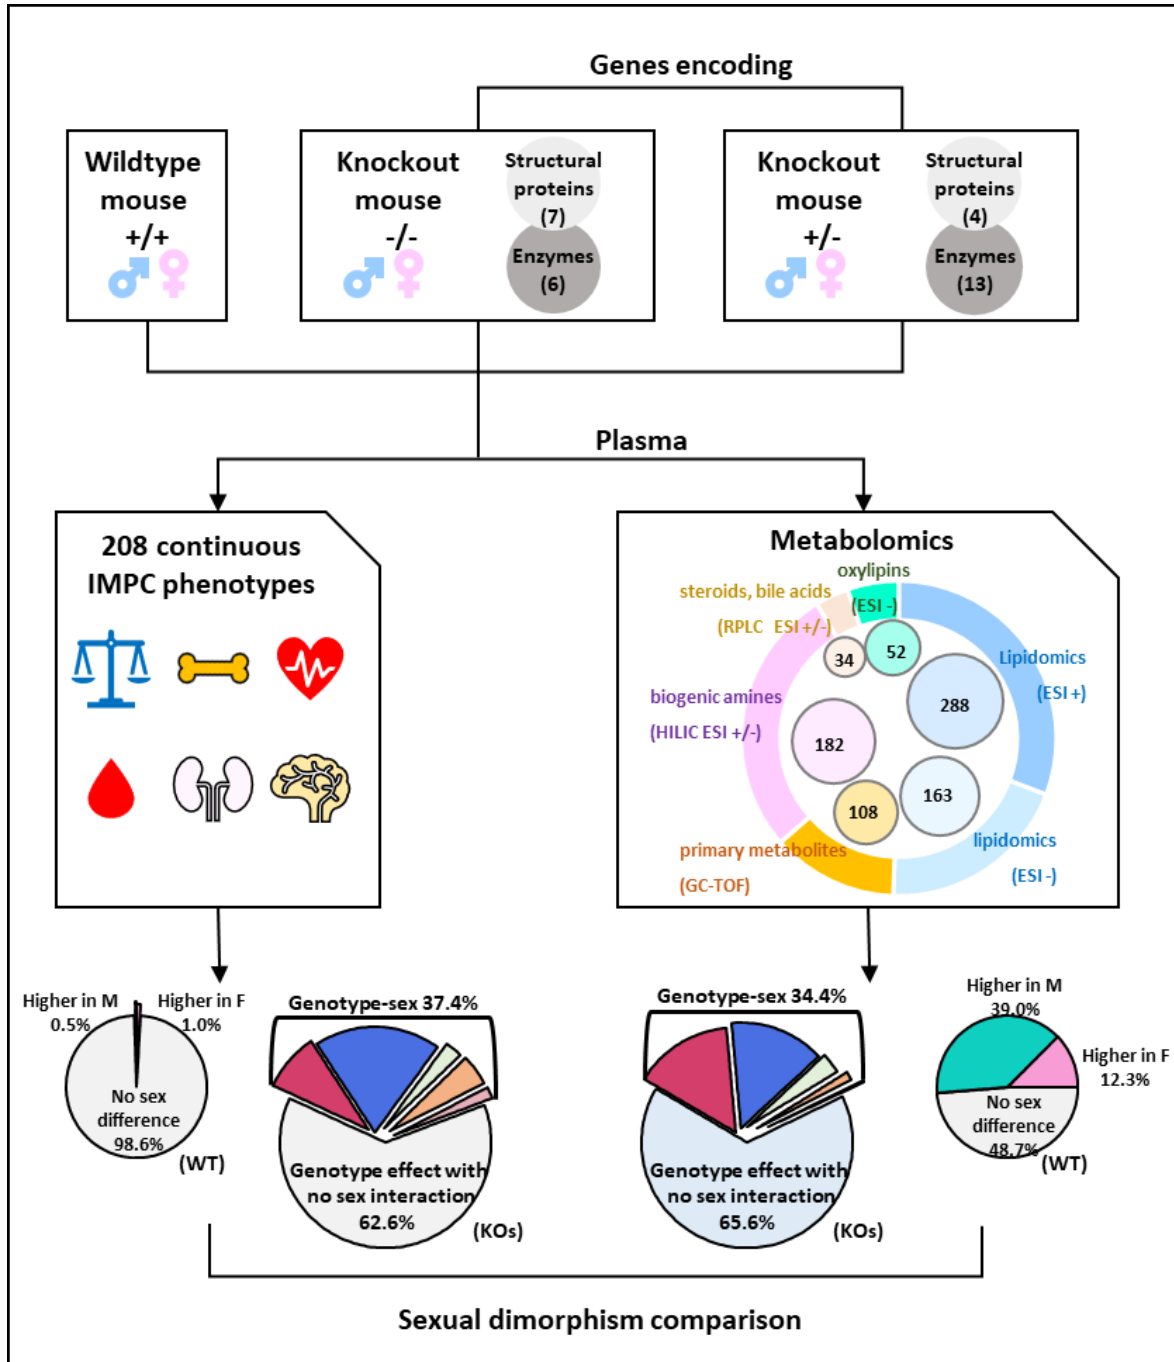 Genes encoding
Wildtype
mouse
+/+
Knockout
mouse
-/-
Structural
proteins
(7)
Enzymes
(6)
Knockout
mouse
+/-
Structural
proteins
(4)
Enzymes
(13)
Plasma
208 continuous
IMPC phenotypes
Metabolomics
oxylipins
(ESI -)
steroids, bile acids
(RPLC ESI +/-)
34
52
Lipidomics
(ESI +)
288
biogenic amines
(HILIC ESI +/-)
182
163
108
primary metabolites
(GC-TOF)
lipidomics
(ESI -)
Higher in M
0.5%
Higher in F
1.0%
No sex
difference
98.6%
(WT)
Genotype-sex 37.4%
Genotype effect with
no sex interaction
62.6%
(KOs)
Genotype-sex 34.4%
Genotype effect with
no sex interaction
65.6%
(KOs)
Higher in M
39.0%
Higher in F
12.3%
No sex
difference
48.7%
(WT)
Sexual dimorphism comparison